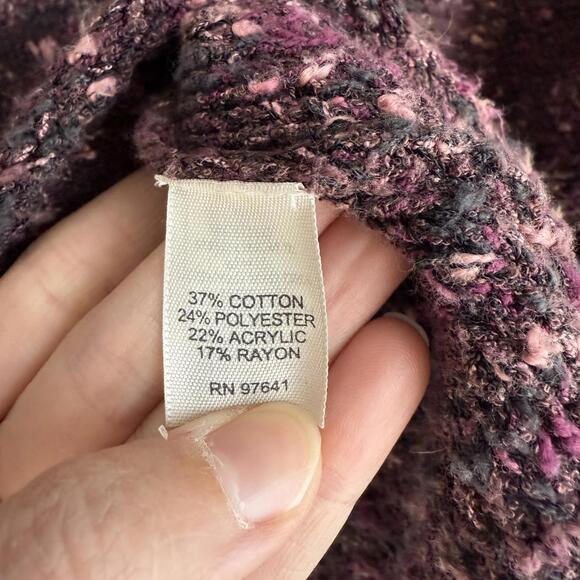 37% COTTON
24% POLYESTER
22% ACRYLIC
17% RAYON
RN 97641